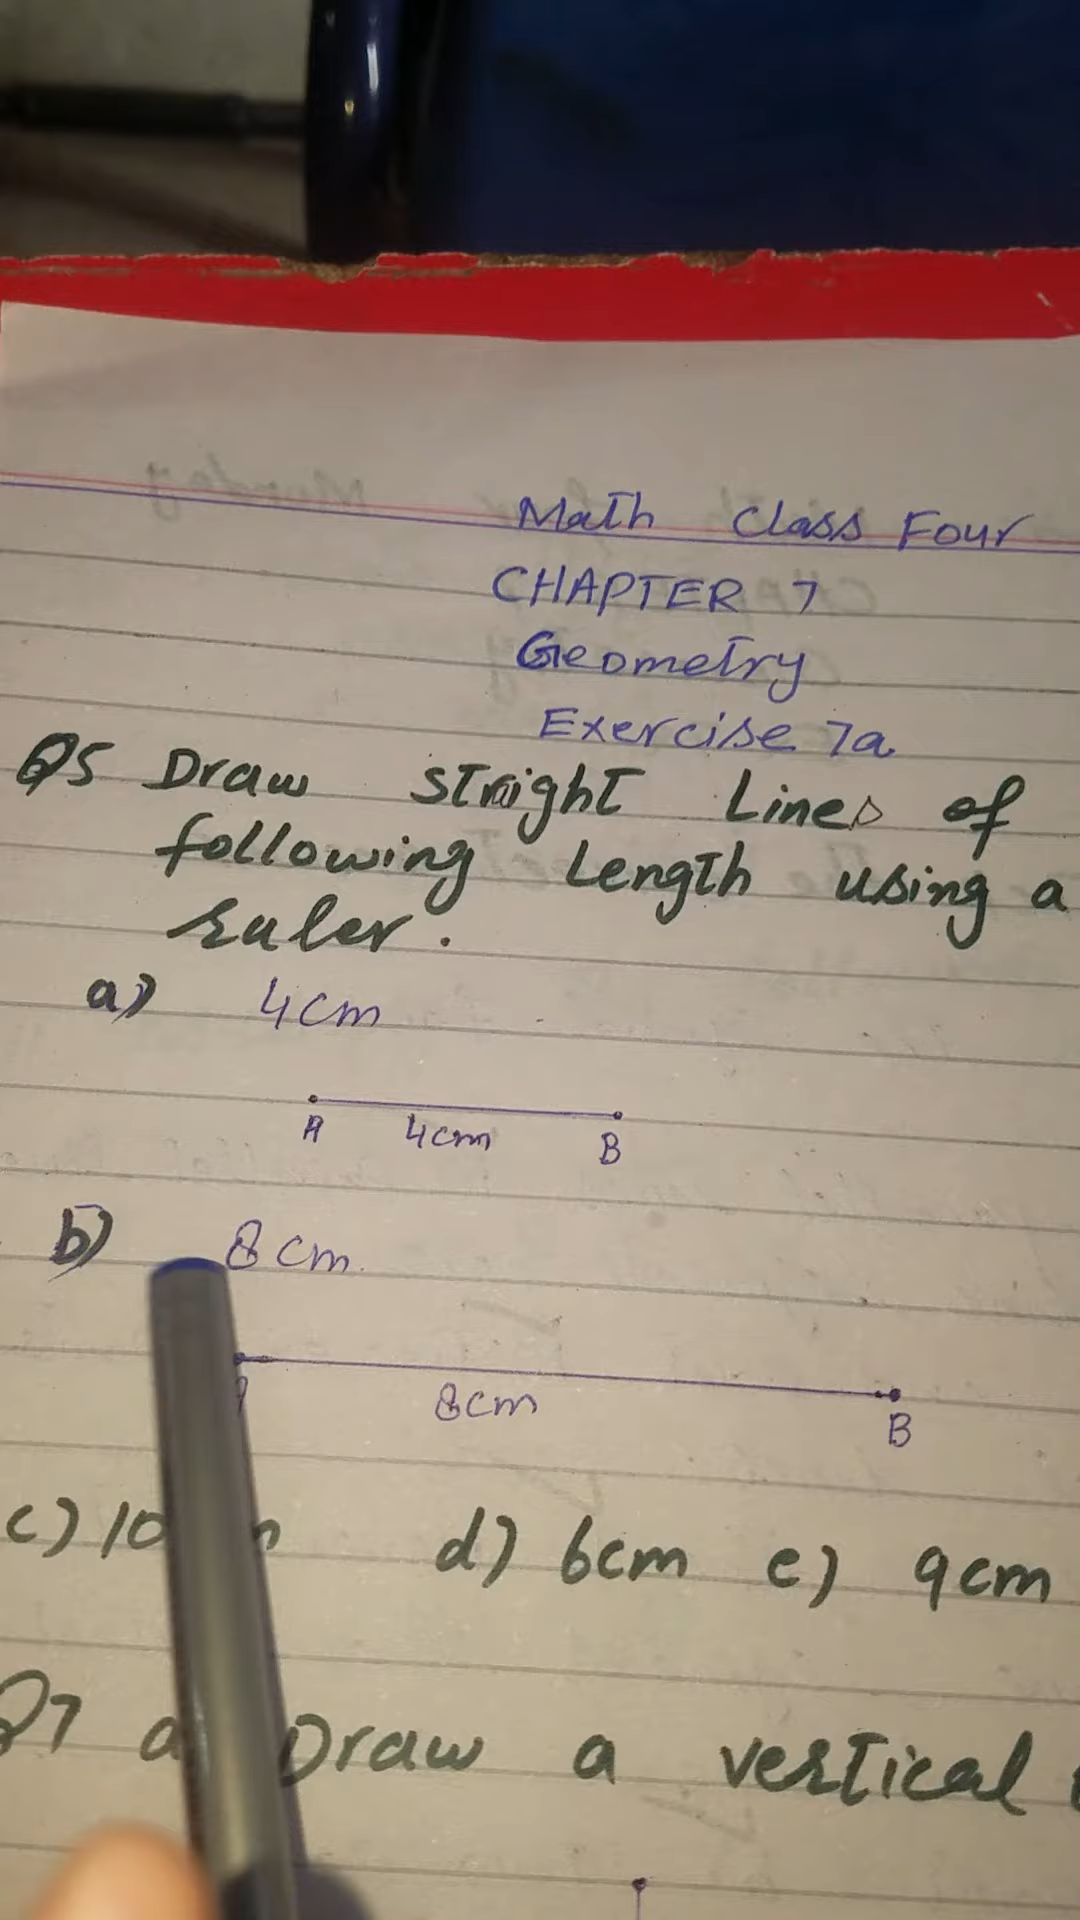 Math Class Four
CHAPTER 7
Geometry
Exercise 7a
Q5 Draw straight Lines of
following Length using a
ruler.
a) 4cm
A 4cm B
b) 8cm.
8cm
B
c) 10 d) 6cm e) 9cm
Q7 a Draw a vertical